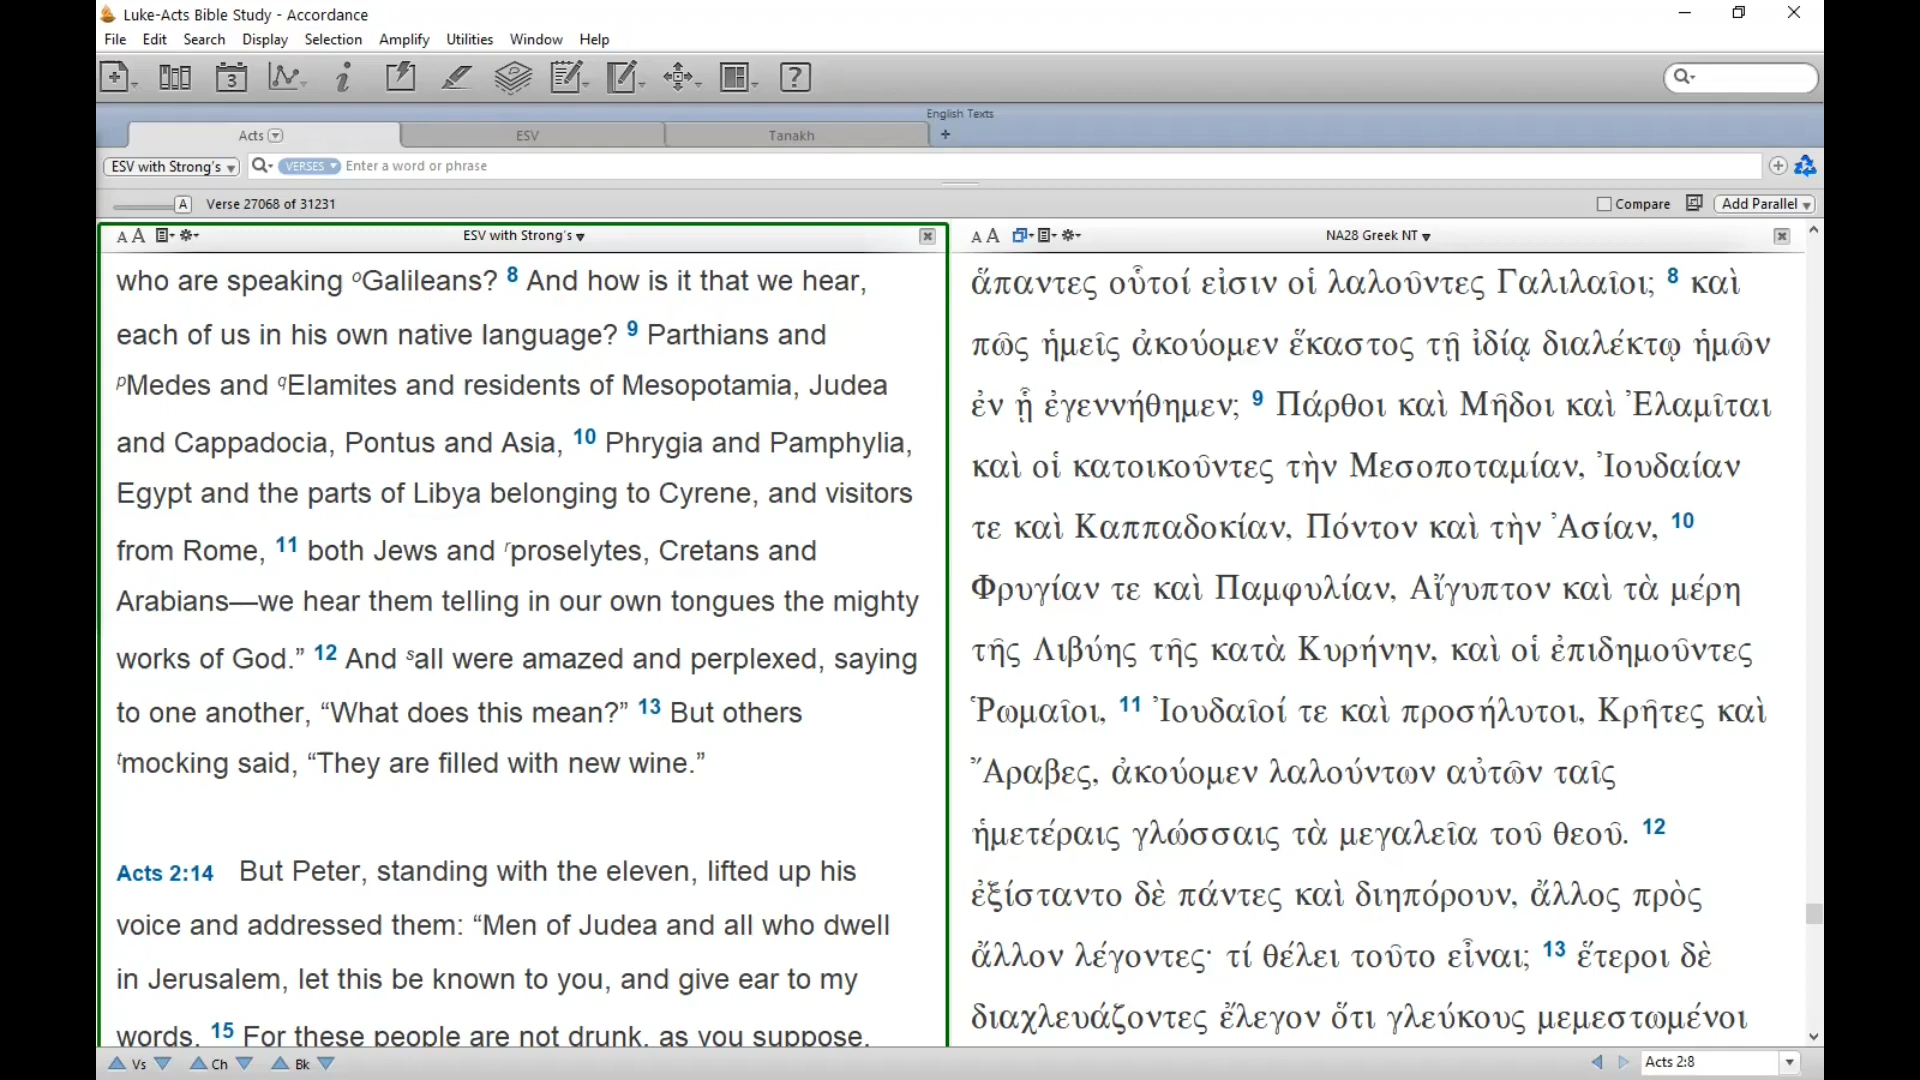 Luke-Acts Bible Study - Accordance
File Edit Search Display Selection Amplify Utilities Window Help
3
English Texts
Acts ESV Tanakh +
ESV with Strong's VERSES Enter a word or phrase
A Verse 27068 of 31231 Compare Add Parallel
A A ESV with Strong's
who are speaking oGalileans? 8 And how is it that we hear,
each of us in his own native language? 9 Parthians and
pMedes and qElamites and residents of Mesopotamia, Judea
and Cappadocia, Pontus and Asia, 10 Phrygia and Pamphylia,
Egypt and the parts of Libya belonging to Cyrene, and visitors
from Rome, 11 both Jews and rproselytes, Cretans and
Arabians—we hear them telling in our own tongues the mighty
works of God.” 12 And sall were amazed and perplexed, saying
to one another, “What does this mean?” 13 But others
tmocking said, “They are filled with new wine.”
Acts 2:14 But Peter, standing with the eleven, lifted up his
voice and addressed them: “Men of Judea and all who dwell
in Jerusalem, let this be known to you, and give ear to my
words. 15 For these people are not drunk, as you suppose,
A A NA28 Greek NT
ἅπαντες οὗτοί εἰσιν οἱ λαλοῦντες Γαλιλαῖοι; 8 καὶ
πῶς ἡμεῖς ἀκούομεν ἕκαστος τῇ ἰδίᾳ διαλέκτῳ ἡμῶν
ἐν ᾗ ἐγεννήθημεν; 9 Πάρθοι καὶ Μῆδοι καὶ Ἐλαμῖται
καὶ οἱ κατοικοῦντες τὴν Μεσοποταμίαν, Ἰουδαίαν
τε καὶ Καππαδοκίαν, Πόντον καὶ τὴν Ἀσίαν, 10
Φρυγίαν τε καὶ Παμφυλίαν, Αἴγυπτον καὶ τὰ μέρη
τῆς Λιβύης τῆς κατὰ Κυρήνην, καὶ οἱ ἐπιδημοῦντες
Ῥωμαῖοι, 11 Ἰουδαῖοί τε καὶ προσήλυτοι, Κρῆτες καὶ
Ἄραβες, ἀκούομεν λαλούντων αὐτῶν ταῖς
ἡμετέραις γλώσσαις τὰ μεγαλεῖα τοῦ θεοῦ. 12
ἐξίσταντο δὲ πάντες καὶ διηπόρουν, ἄλλος πρὸς
ἄλλον λέγοντες· τί θέλει τοῦτο εἶναι; 13 ἕτεροι δὲ
διαχλευάζοντες ἔλεγον ὅτι γλεύκους μεμεστωμένοι
Vs Ch Bk Acts 2:8